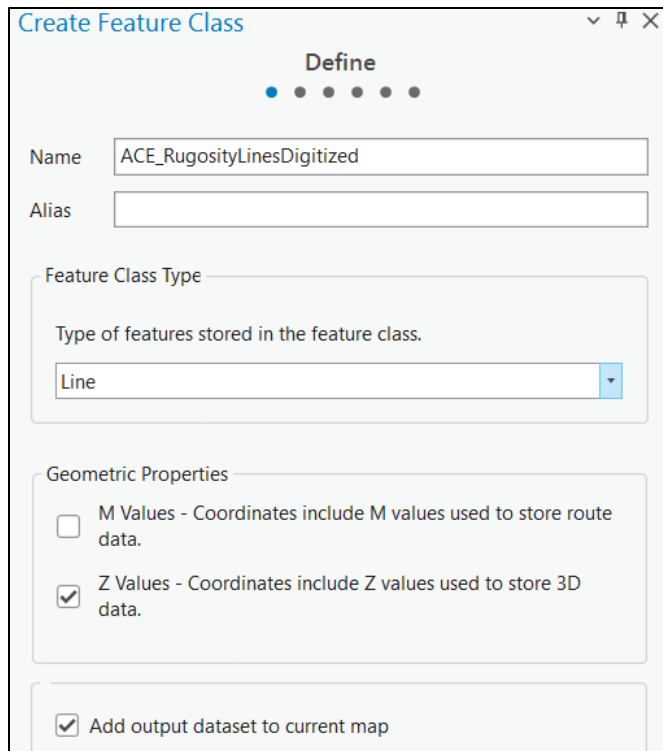 Create Feature Class
Define
Name ACE_RugosityLinesDigitized
Alias
Feature Class Type
Type of features stored in the feature class.
Line
Geometric Properties
M Values - Coordinates include M values used to store route
data.
Z Values - Coordinates include Z values used to store 3D
data.
Add output dataset to current map